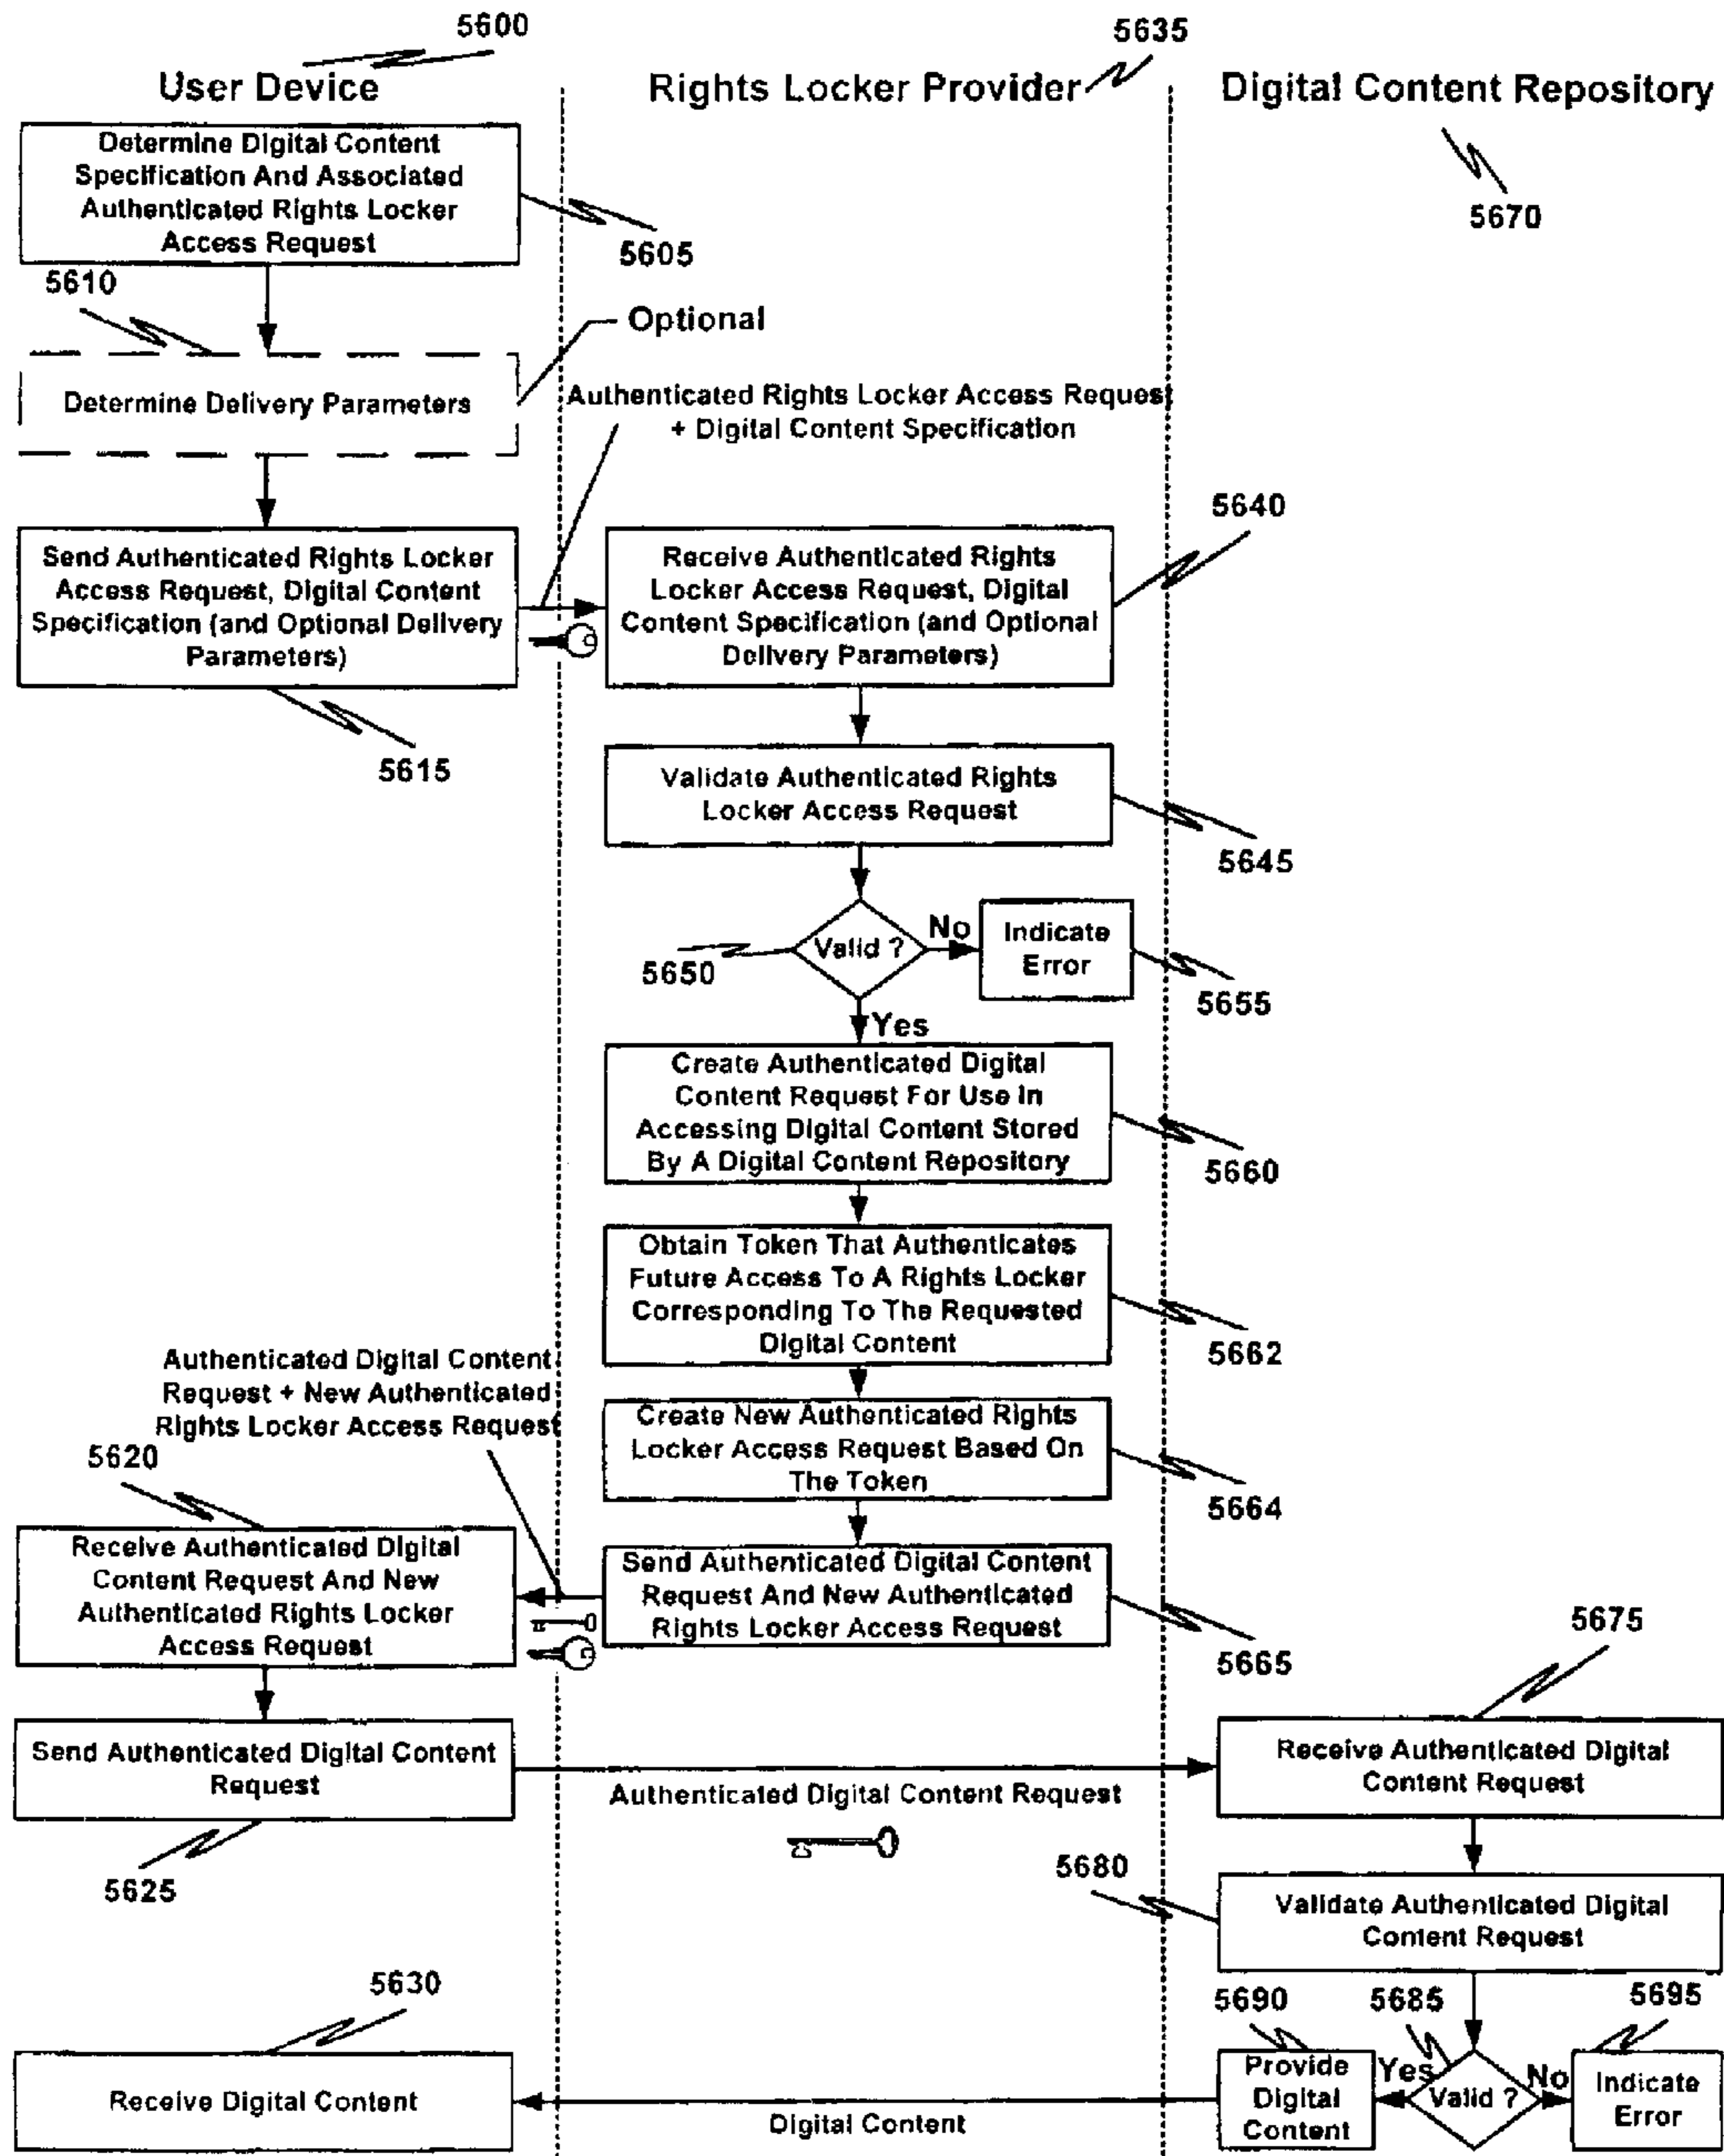 5600
5635
User Device
Rights Locker Provider
Digital Content Repository
5670
Determine Digital Content
Specification And Associated
Authenticated Rights Locker
Access Request
5605
5610
Optional
Determine Delivery Parameters
Authenticated Rights Locker Access Request
+ Digital Content Specification
5640
Send Authenticated Rights Locker
Access Request, Digital Content
Specification (and Optional Delivery
Parameters)
5615
Receive Authenticated Rights
Locker Access Request, Digital
Content Specification (and Optional
Delivery Parameters)
Validate Authenticated Rights
Locker Access Request
5645
Valid ?
No
5650
Indicate
Error
5655
Yes
Create Authenticated Digital
Content Request For Use In
Accessing Digital Content Stored
By A Digital Content Repository
5660
Obtain Token That Authenticates
Future Access To A Rights Locker
Corresponding To The Requested
Digital Content
5662
Authenticated Digital Content
Request + New Authenticated
Rights Locker Access Request
Create New Authenticated Rights
Locker Access Request Based On
The Token
5664
5620
Receive Authenticated Digital
Content Request And New
Authenticated Rights Locker
Access Request
Send Authenticated Digital Content
Request And New Authenticated
Rights Locker Access Request
5665
5675
Send Authenticated Digital Content
Request
5625
Authenticated Digital Content Request
Receive Authenticated Digital
Content Request
5680
Validate Authenticated Digital
Content Request
5630
5690
5685
5695
Receive Digital Content
Digital Content
Provide
Digital
Content
Yes
Valid ?
No
Indicate
Error